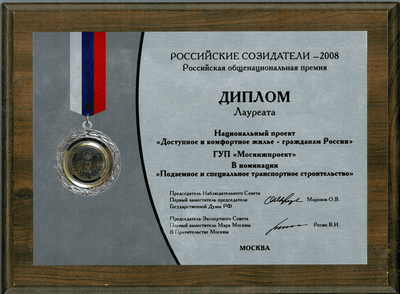 РОССИЙСКИЕ СОЗИДАТЕЛИ –2008
Российская общенациональная премия
ДИПЛОМ
Лауреата
Национальный проект
«Доступное и комфортное жилье - гражданам России»
ГУП «Мосинжпроект»
В номинации
«Подземное и специальное транспортное строительство»
Председатель Наблюдательного Совета
Первый заместитель председателя
Государственной Думы РФ
Морозов О.В.
Председатель Экспертного Совета
Первый заместитель Мэра Москвы
В Правительстве Москвы
Росин В.И.
МОСКВА